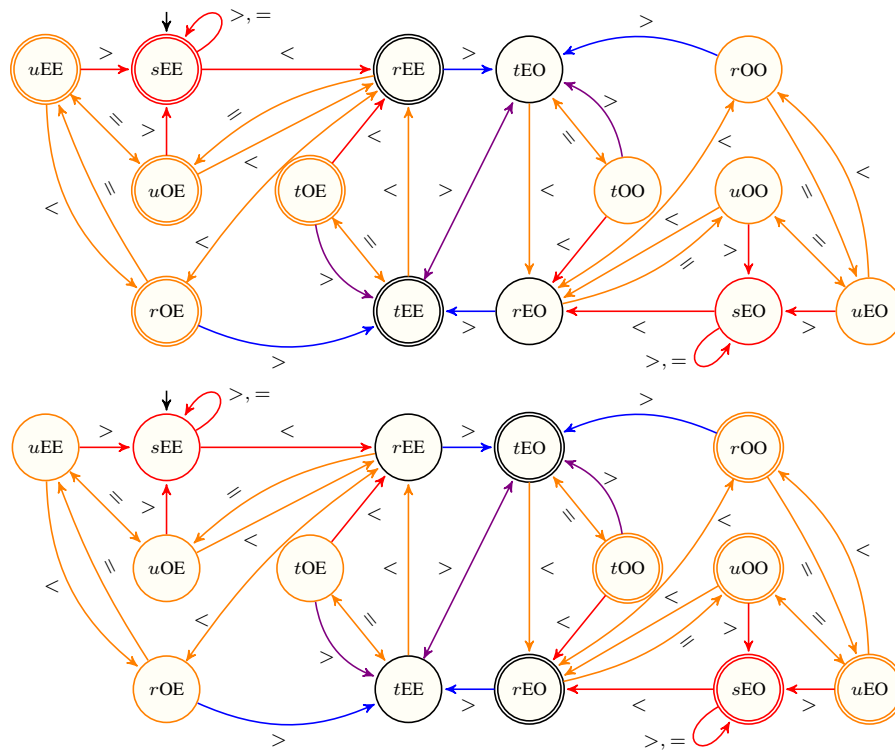 >, =
>
uEE
>
sEE
<
rEE
>
tEO
rOO
=
=
>
=
>
<
<
<
uOE
tOE
tOO
uOO
=
<
<
>
<
<
=
<
=
>
<
>
=
rOE
tEE
>
rEO
<
sEO
>
uEO
>
>, =
>, =
>
uEE
>
sEE
<
rEE
>
tEO
rOO
=
=
>
=
>
<
<
<
uOE
tOE
tOO
uOO
=
<
<
>
<
<
=
<
=
>
<
>
=
rOE
tEE
>
rEO
<
sEO
>
uEO
>
>, =